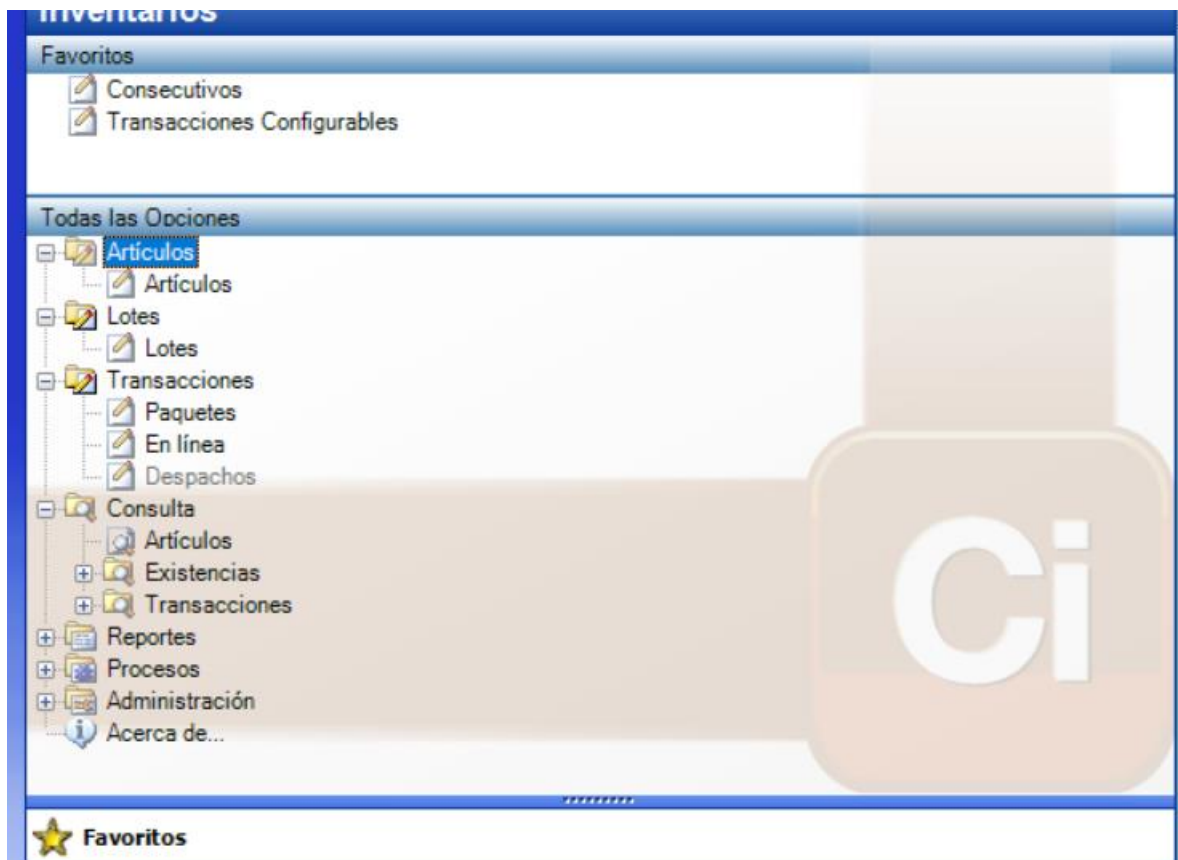 Inventarios
Favoritos
Consecutivos
Transacciones Configurables
Todas las Opciones
Artículos
Artículos
Lotes
Lotes
Transacciones
Paquetes
En línea
Despachos
Consulta
Artículos
Existencias
Transacciones
Reportes
Procesos
Administración
Acerca de...
Ci
Favoritos